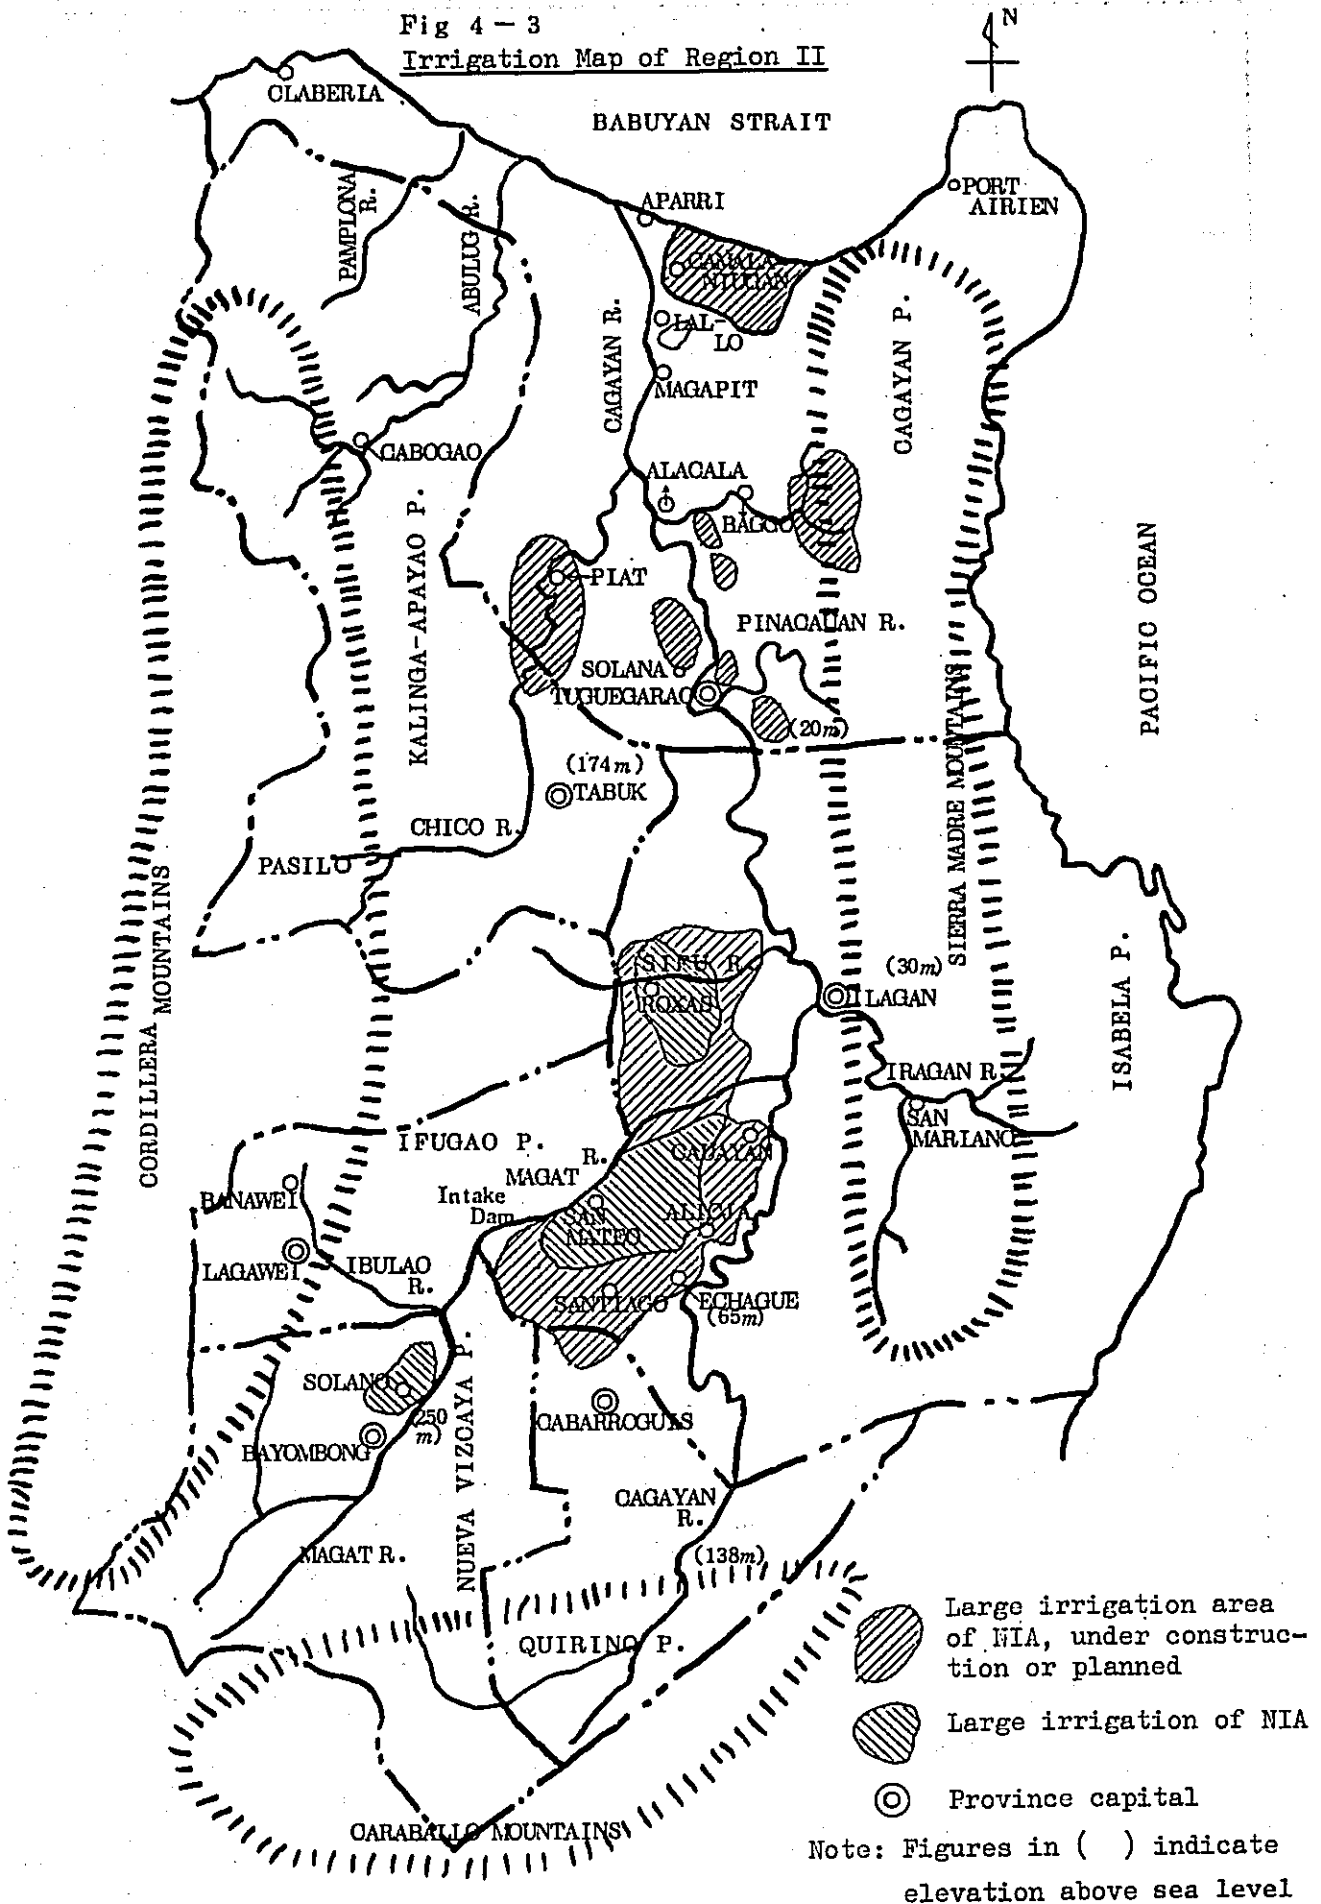 Fig 4-3
Irrigation Map of Region II
N
CLABERIA
BABUYAN STRAIT
PORT
AIRIEN
PAMPLONA
R.
ABULUG R.
APARRI
CAMALA
NIUGAN
CAGAYAN R.
LAL-
LO
CAGAYAN P.
MAGAPIT
CABOGAO
ALACALA
BAGGO
KALINGA-APAYAO P.
PIAT
PACIFIC OCEAN
PINACAUAN R.
SOLANA
TUGUEGARAO
(20m)
SIERRA MADRE MOUNTAINS
(174m)
TABUK
CHICO R.
PASIL
CORDILLERA
MOUNTAINS
SIFU R.
(30m)
ROXAS
ILAGAN
ISABELA P.
IRAGAN R.
SAN
MARIANO
IFUGAO P.
MAGAT
R.
CAUAYAN
BANAWEI
Intake
Dam
SAN
MATEO
ALICIA
LAGAWEI
IBULAO
R.
SANTIAGO
ECHAGUE
(65m)
SOLANO
(250
m)
NUEVA VIZCAYA P.
CABARROGUIS
BAYOMBONG
CAGAYAN
R.
MAGAT R.
(138m)
QUIRINO P.
CARABALLO MOUNTAINS
Large irrigation area
of NIA, under construc-
tion or planned
Large irrigation of NIA
Province capital
Note: Figures in ( ) indicate
elevation above sea level